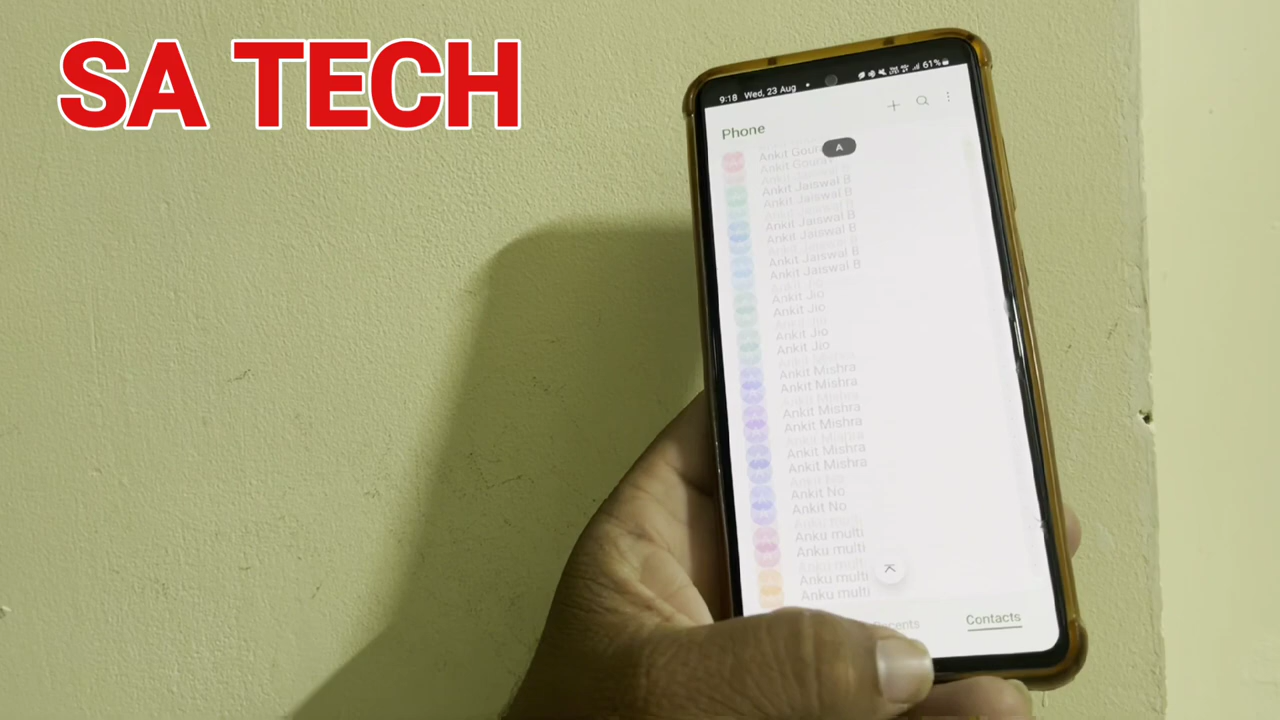 SA TECH
9:18 Wed, 23 Aug • 61%
Phone
A
Ankit Jaiswal B
Ankit Jaiswal B
Ankit Jaiswal B
Ankit Jaiswal B
Ankit Jaiswal B
Ankit Jaiswal B
Ankit Jio
Ankit Jio
Ankit Jio
Ankit Jio
Ankit Mishra
Ankit Mishra
Ankit Mishra
Ankit Mishra
Ankit Mishra
Ankit Mishra
Ankit No
Ankit No
Anku multi
Anku multi
Anku multi
Anku multi
Recents Contacts